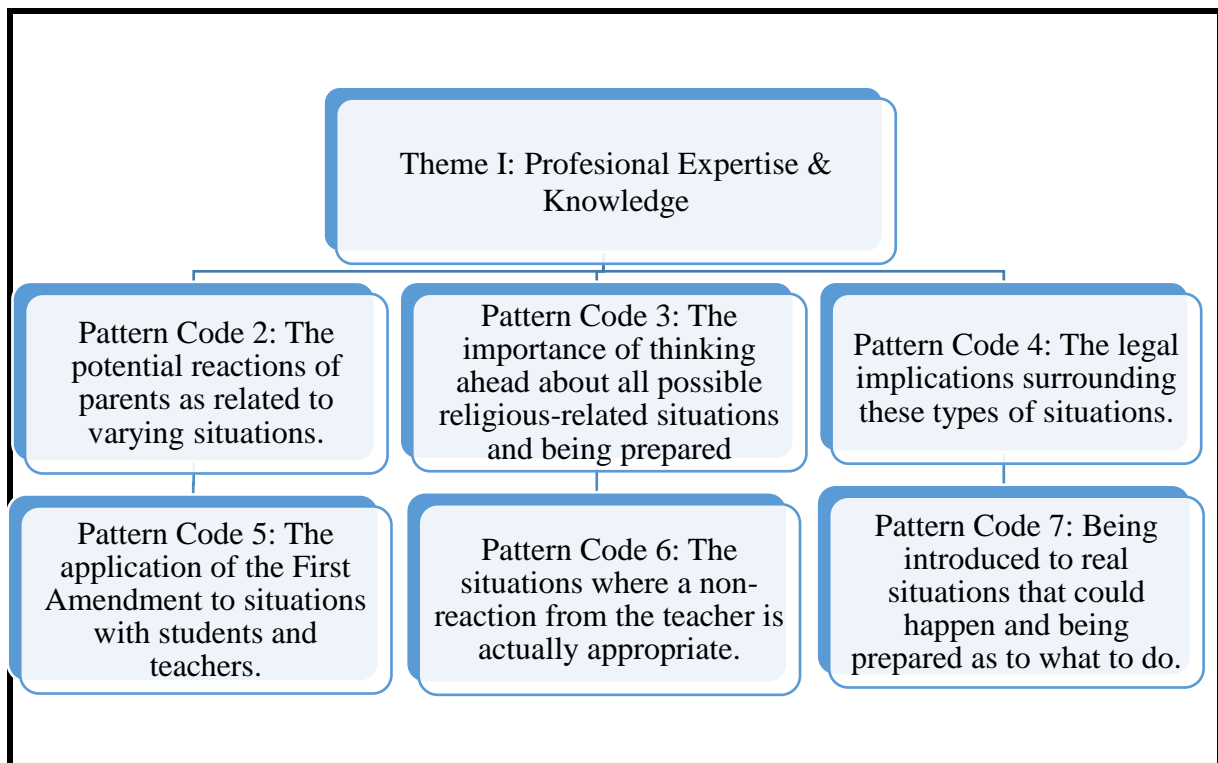 Theme I: Profesional Expertise &
Knowledge
Pattern Code 2: The
potential reactions of
parents as related to
varying situations.
Pattern Code 3: The
importance of thinking
ahead about all possible
religious-related situations
and being prepared
Pattern Code 4: The legal
implications surrounding
these types of situations.
Pattern Code 5: The
application of the First
Amendment to situations
with students and
teachers.
Pattern Code 6: The
situations where a non-
reaction from the teacher is
actually appropriate.
Pattern Code 7: Being
introduced to real
situations that could
happen and being
prepared as to what to do.